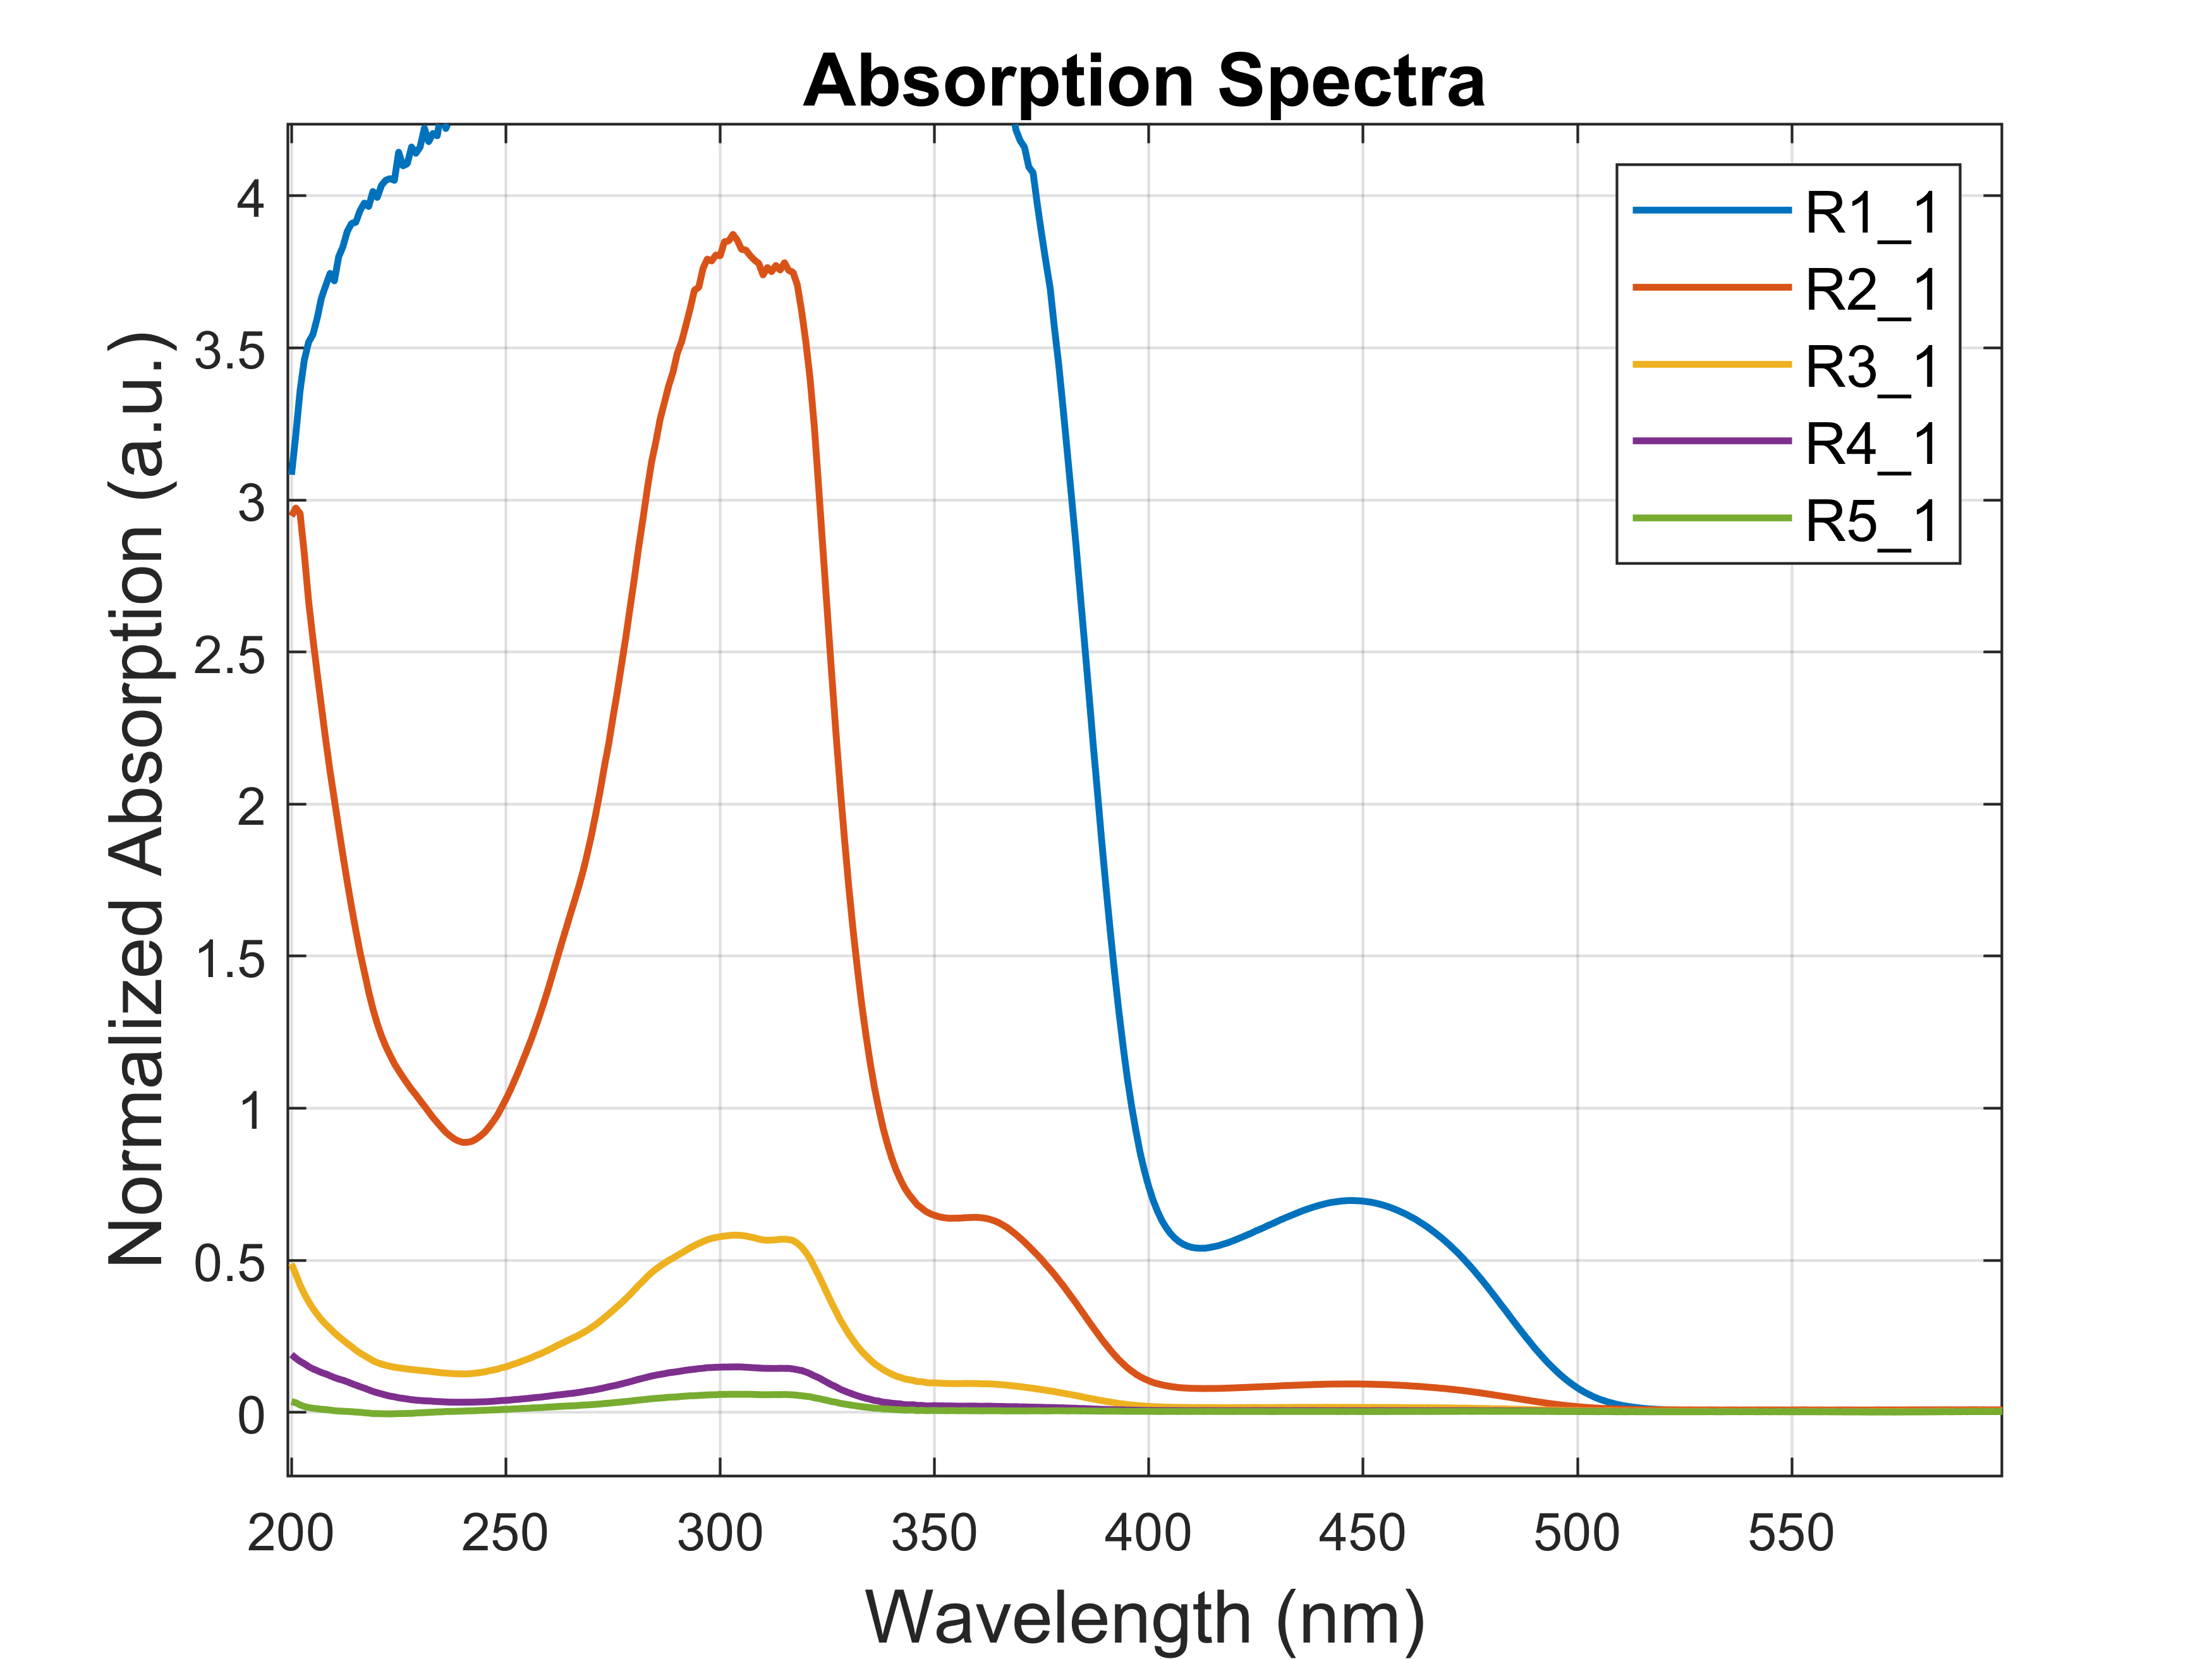 Absorption Spectra
Normalized Absorption (a.u.)
4
3.5
3
2.5
2
1.5
1
0.5
0
R1_1
R2_1
R3_1
R4_1
R5_1
200 250 300 350 400 450 500 550
Wavelength (nm)